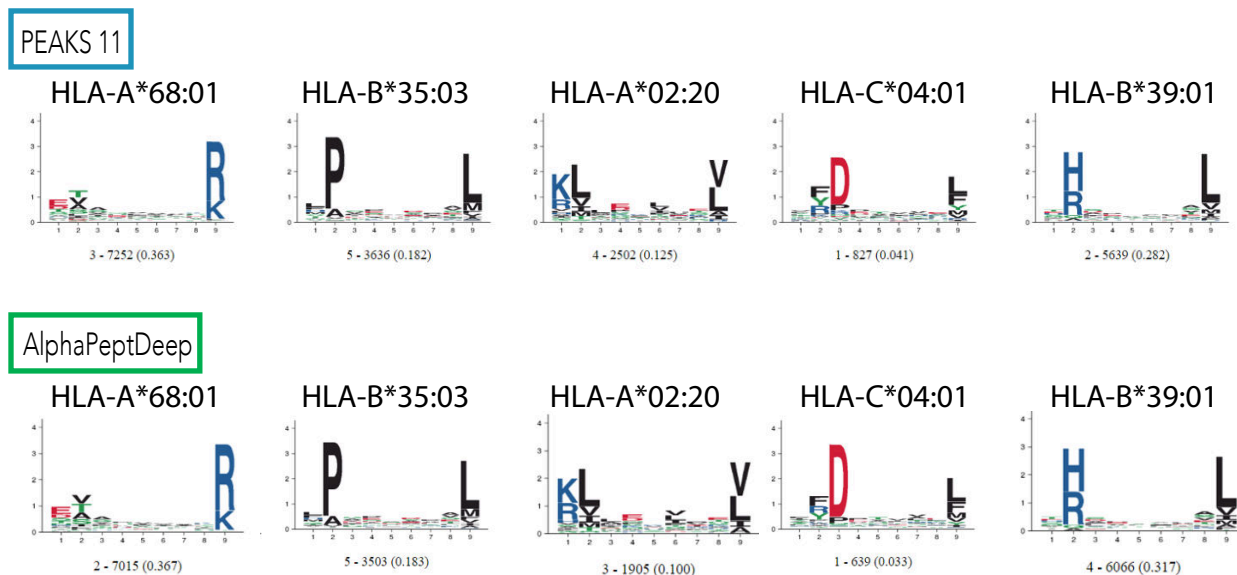 PEAKS 11
HLA-A*68:01 HLA-B*35:03 HLA-A*02:20 HLA-C*04:01 HLA-B*39:01
3 - 7252 (0.363) 5 - 3636 (0.182) 4 - 2502 (0.125) 1 - 827 (0.041) 2 - 5639 (0.282)
AlphaPeptDeep
HLA-A*68:01 HLA-B*35:03 HLA-A*02:20 HLA-C*04:01 HLA-B*39:01
2 - 7015 (0.367) 5 - 3503 (0.183) 3 - 1905 (0.100) 1 - 639 (0.033) 4 - 6066 (0.317)